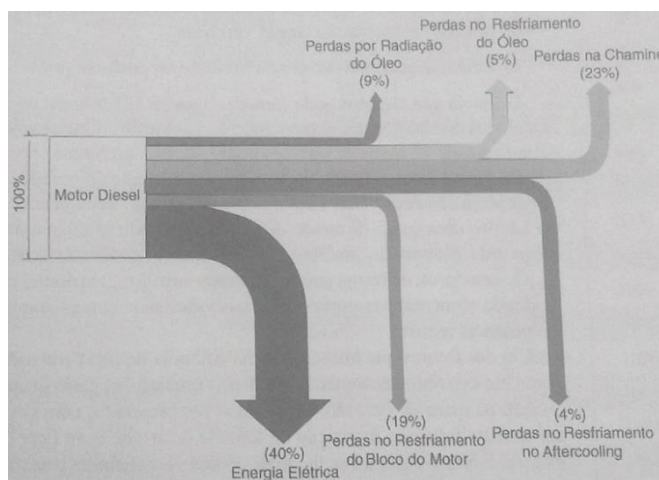 Perdas no Resfriamento
do Óleo
(5%)
Perdas por Radiação
do Óleo
(9%)
Perdas na Chaminé
(23%)
100%
Motor Diesel
(40%)
Energia Elétrica
(19%)
Perdas no Resfriamento
do Bloco do Motor
(4%)
Perdas no Resfriamento
no Aftercooling